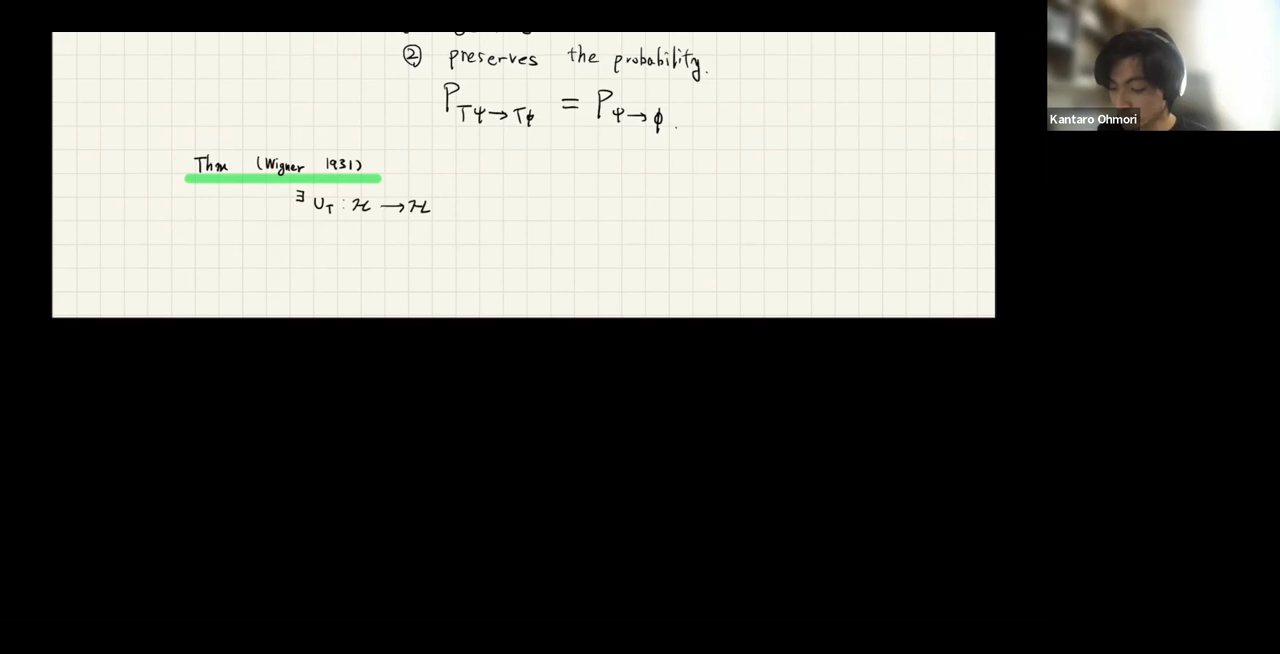 ② preserves the probability.
P_{Tψ→Tϕ} = P_{ψ→ϕ}.
Kantaro Ohmori
Thm (Wigner 1931)
∃ U_T : ℋ → ℋ